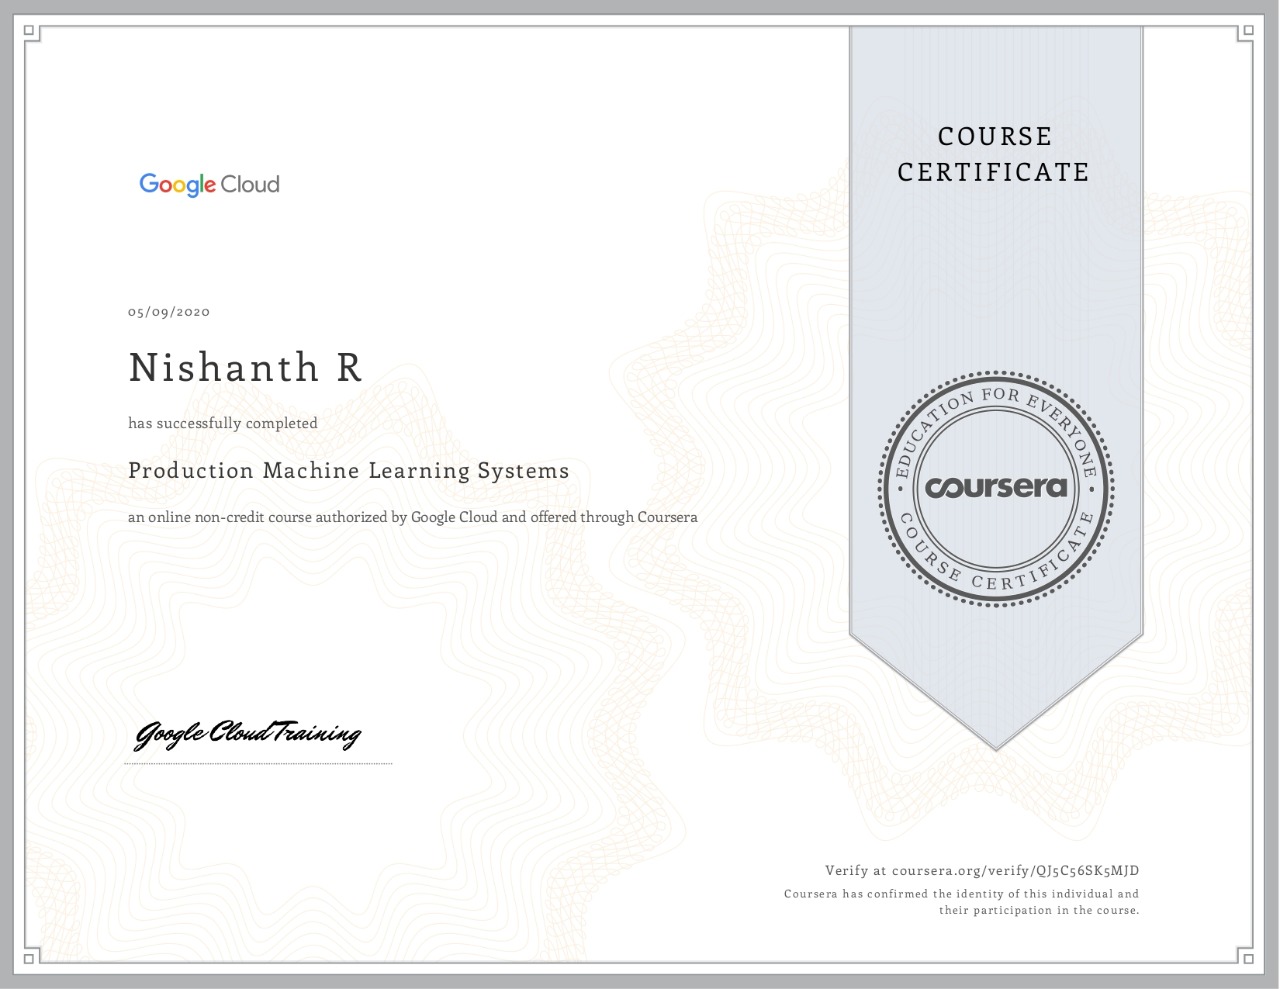 COURSE
CERTIFICATE
Google Cloud
05/09/2020
Nishanth R
has successfully completed
Production Machine Learning Systems
an online non-credit course authorized by Google Cloud and offered through Coursera
EDUCATION FOR EVERYONE
coursera
COURSE CERTIFICATE
Google Cloud Training
Verify at coursera.org/verify/QJ5C56SK5MJD
Coursera has confirmed the identity of this individual and
their participation in the course.